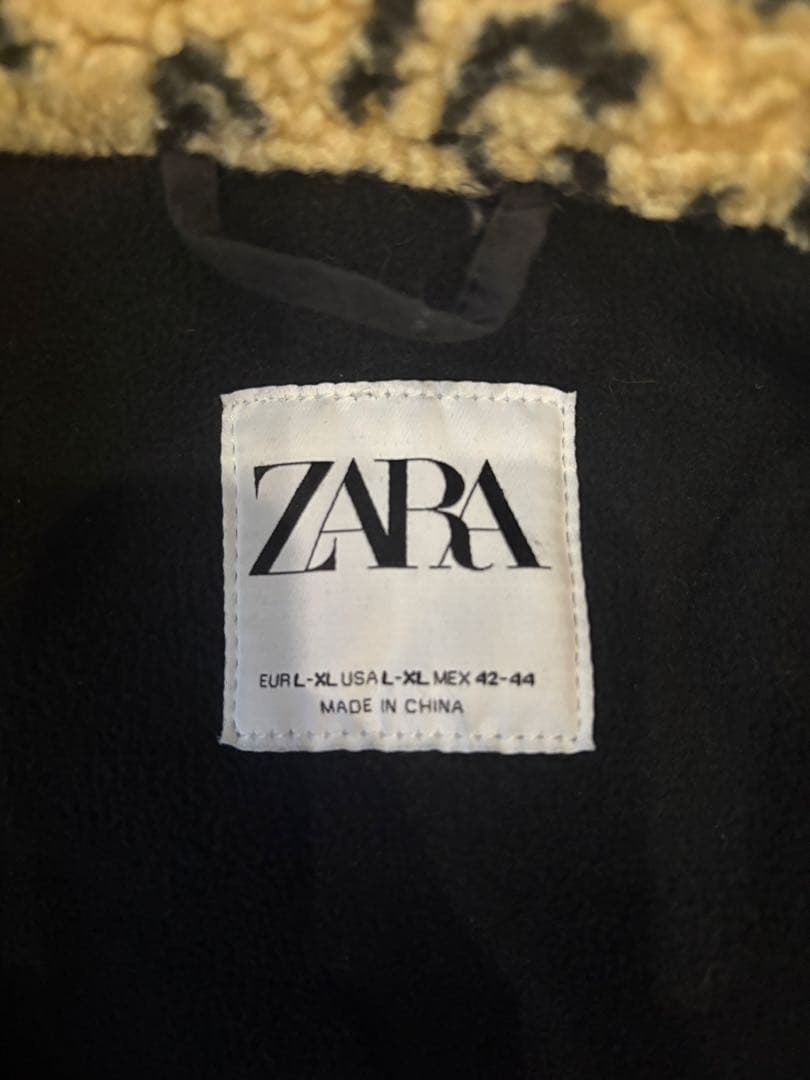 ZARA
EUR L-XL USA L-XL MEX 42-44
MADE IN CHINA